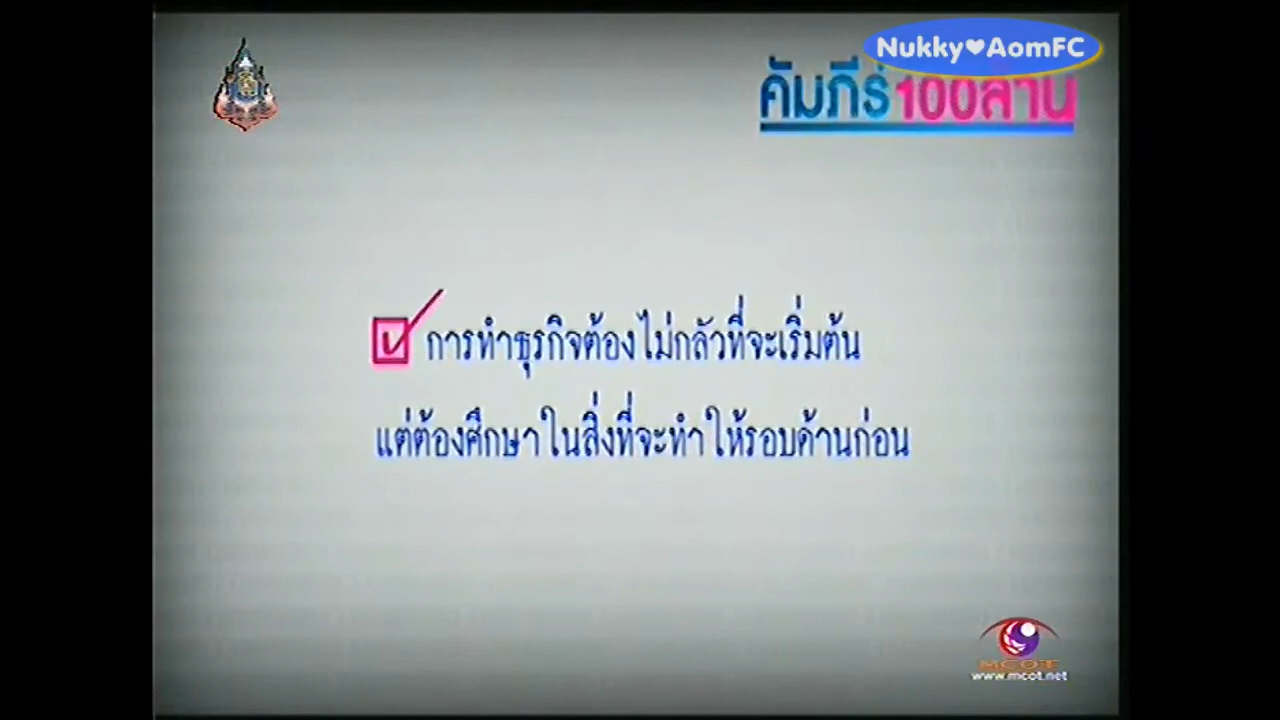 Nukky♥AomFC
คัมภีร์100ล้าน
☑ การทำธุรกิจต้องไม่กลัวที่จะเริ่มต้น
แต่ต้องศึกษาในสิ่งที่จะทำให้รอบด้านก่อน
MCOT
www.mcot.net